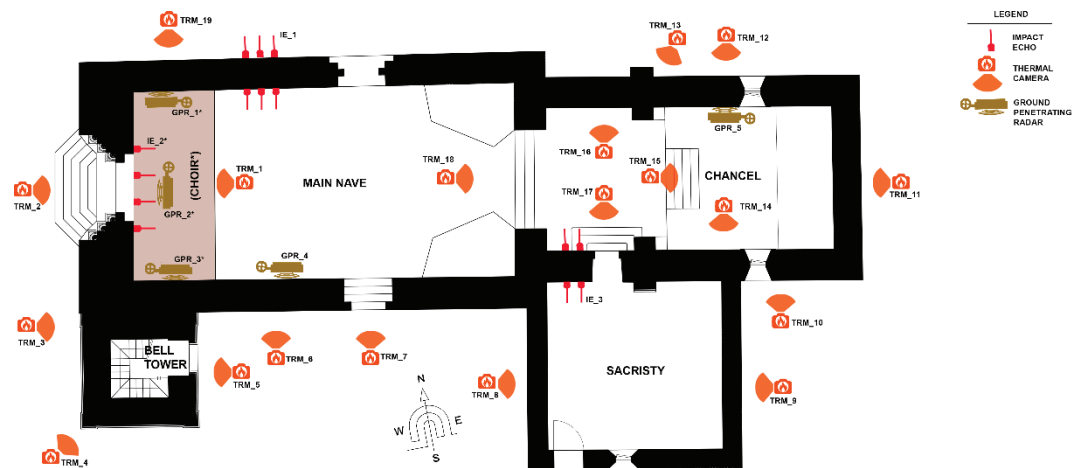 TRM_19
IE_1
TRM_13
TRM_12
LEGEND
IMPACT
ECHO
THERMAL
CAMERA
GROUND
PENETRATING
RADAR
GPR_1*
GPR_5
IE_2*
(CHOIR*)
TRM_1
MAIN NAVE
TRM_18
TRM_16
TRM_15
CHANCEL
TRM_2
GPR_2*
TRM_17
TRM_14
TRM_11
GPR_3*
GPR_4
IE_3
TRM_3
BELL
TOWER
TRM_5
TRM_6
TRM_7
TRM_8
TRM_10
SACRISTY
TRM_9
N
W
E
S
TRM_4